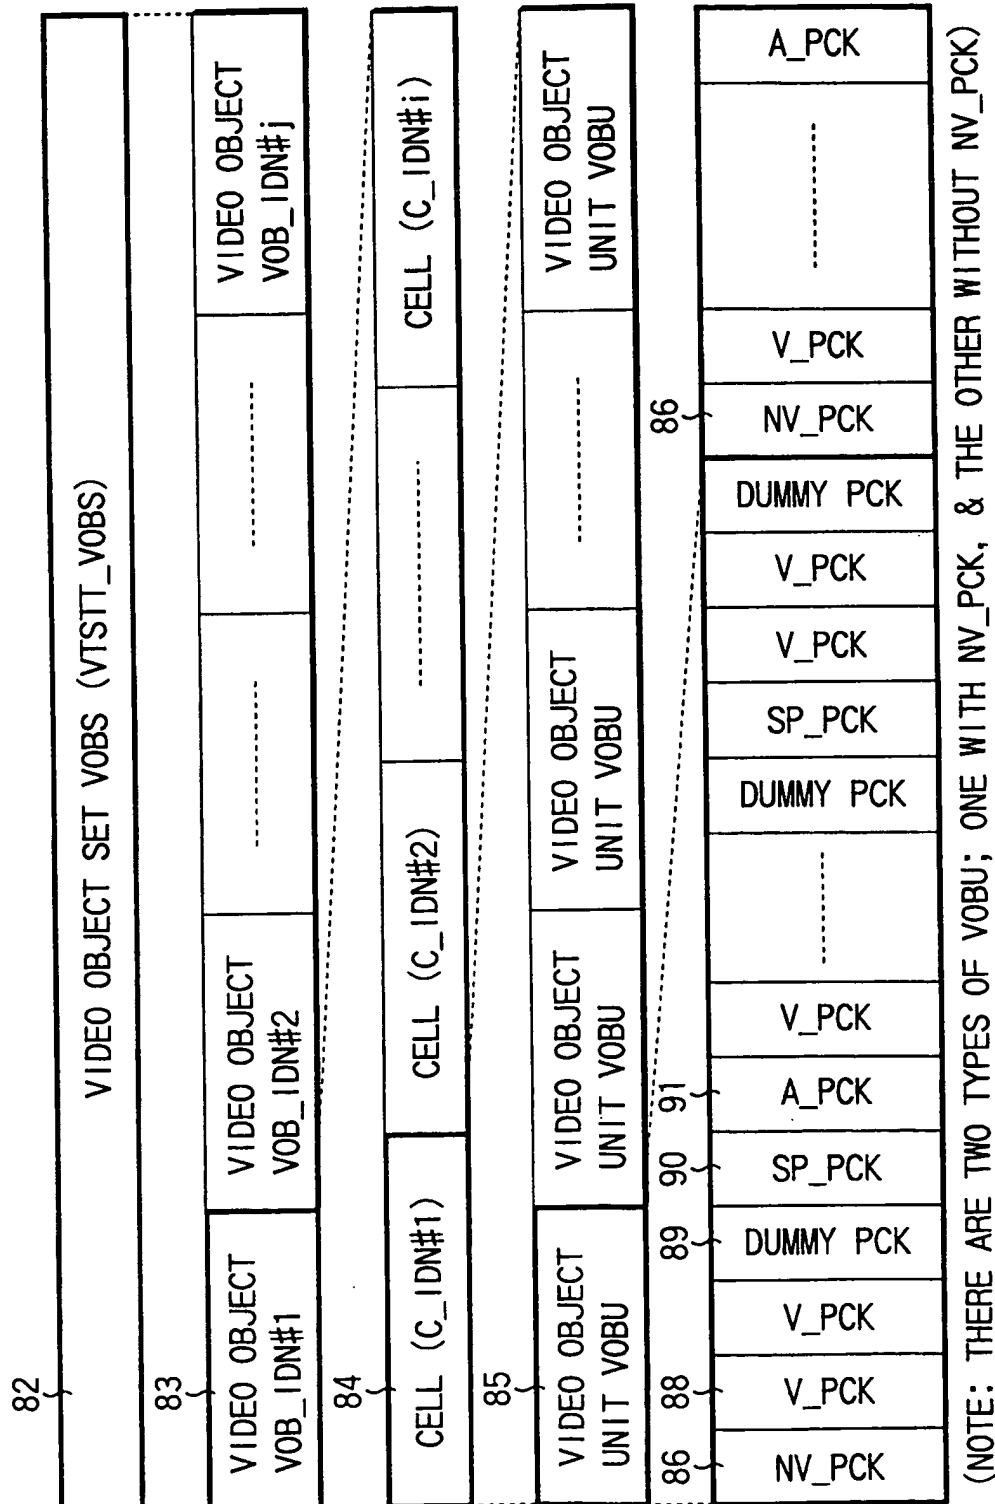 82
VIDEO OBJECT SET VOBS (VTSTT_VOBS)
83
VIDEO OBJECT
VOB_IDN#1
VIDEO OBJECT
VOB_IDN#2
VIDEO OBJECT
VOB_IDN#j
84
CELL (C_IDN#1)
CELL (C_IDN#2)
CELL (C_IDN#i)
85
VIDEO OBJECT
UNIT VOBU
VIDEO OBJECT
UNIT VOBU
VIDEO OBJECT
UNIT VOBU
VIDEO OBJECT
UNIT VOBU
86
88
89
90
91
86
NV_PCK
V_PCK
V_PCK
DUMMY PCK
SP_PCK
A_PCK
V_PCK
DUMMY PCK
SP_PCK
V_PCK
V_PCK
DUMMY PCK
NV_PCK
V_PCK
A_PCK
(NOTE: THERE ARE TWO TYPES OF VOBU; ONE WITH NV_PCK, & THE OTHER WITHOUT NV_PCK)